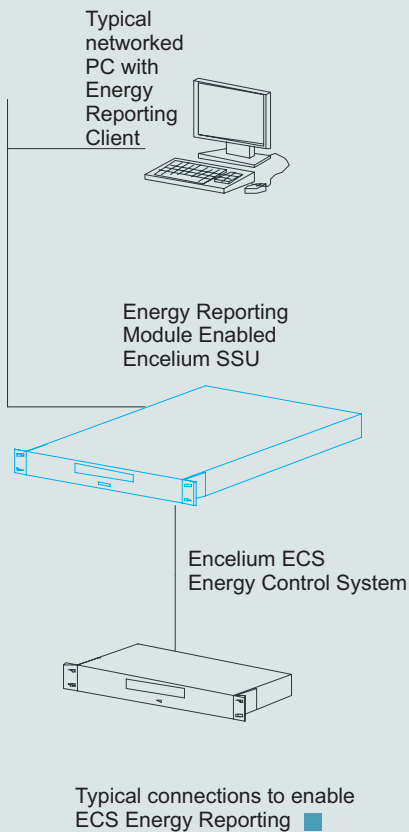 Typical
networked
PC with
Energy
Reporting
Client
Energy Reporting
Module Enabled
Encelium SSU
Encelium ECS
Energy Control System
Typical connections to enable
ECS Energy Reporting